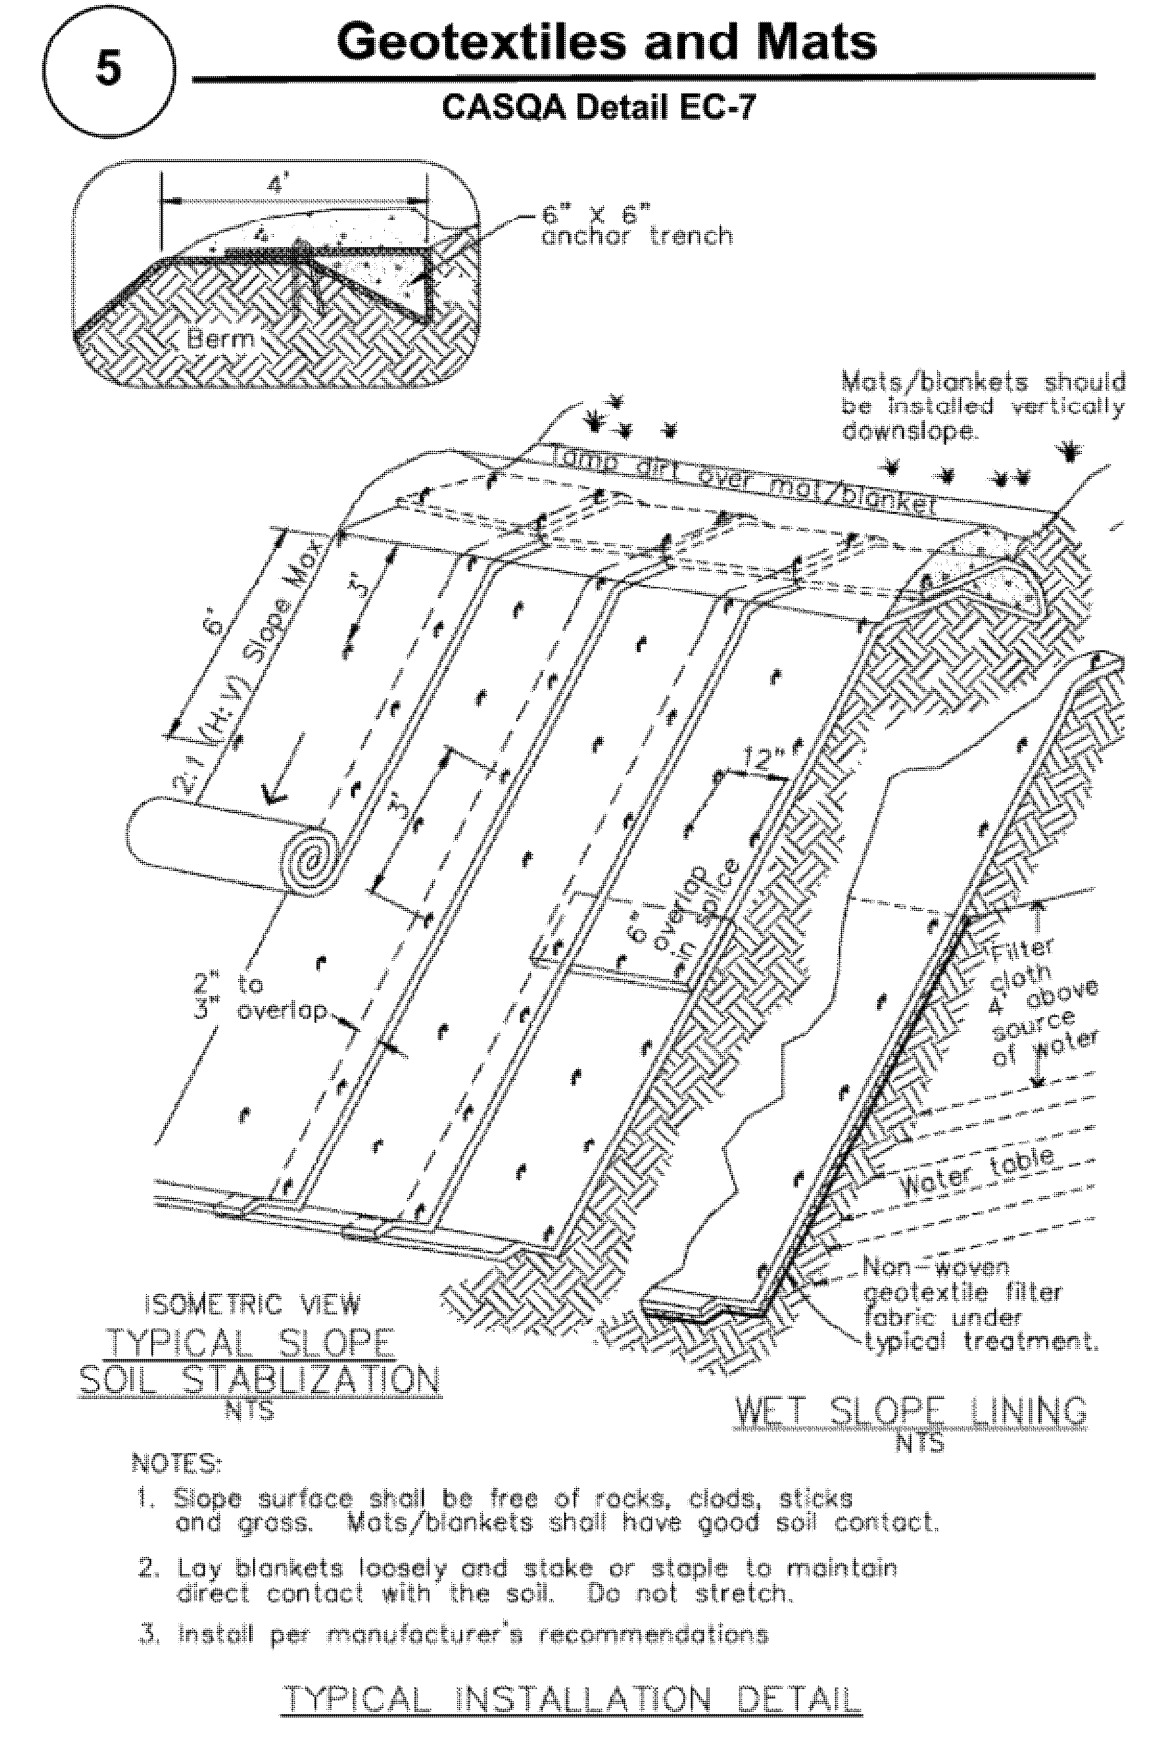 5
Geotextiles and Mats
CASQA Detail EC-7
4'
6" X 6"
anchor trench
Berm
Mats/blankets should
be installed vertically
downslope.
Tamp dirt over mat/blanket
6"
2:1 (H:V) Slope Max
3'
3'
12"
6"
overlap
in splice
2" to
3" overlap
Filter
cloth
4' above
source
of water
Water table
Non-woven
geotextile filter
fabric under
typical treatment.
ISOMETRIC VIEW
TYPICAL SLOPE
SOIL STABLIZATION
NTS
WET SLOPE LINING
NTS
NOTES:
1. Slope surface shall be free of rocks, clods, sticks
and grass. Mats/blankets shall have good soil contact.
2. Lay blankets loosely and stake or staple to maintain
direct contact with the soil. Do not stretch.
3. Install per manufacturer's recommendations
TYPICAL INSTALLATION DETAIL